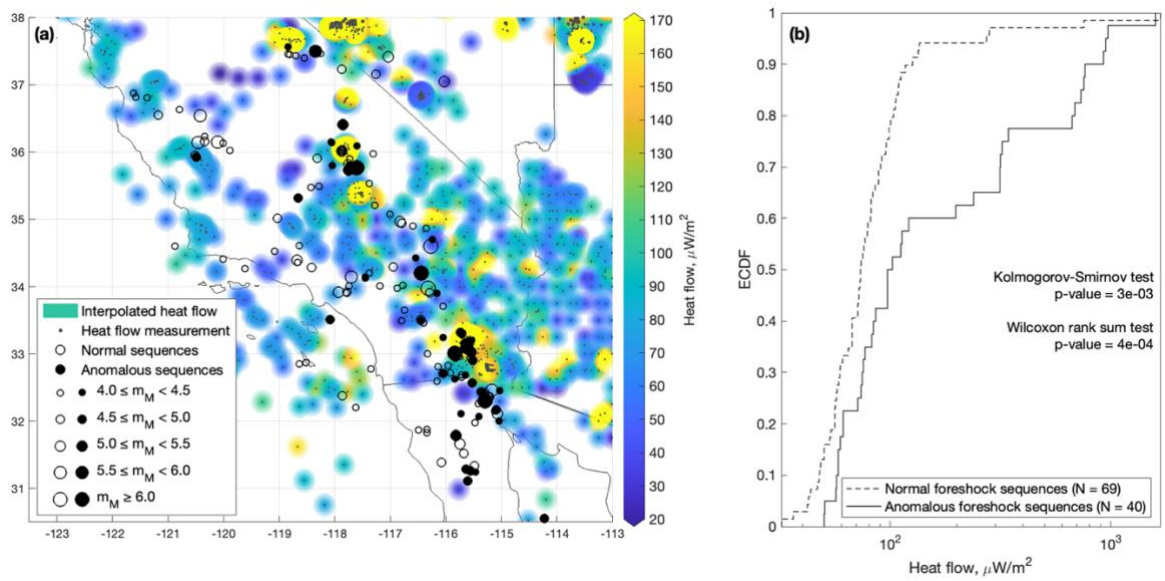 (a)
38
37
36
35
34
33
32
31
-123
-122
-121
-120
-119
-118
-117
-116
-115
-114
-113
Interpolated heat flow
Heat flow measurement
Normal sequences
Anomalous sequences
4.0 ≤ mM < 4.5
4.5 ≤ mM < 5.0
5.0 ≤ mM < 5.5
5.5 ≤ mM < 6.0
mM ≥ 6.0
170
160
150
140
130
120
110
100
90
80
70
60
50
40
30
20
Heat flow, μW/m²
(b)
1
0.9
0.8
0.7
0.6
0.5
0.4
0.3
0.2
0.1
0
ECDF
Kolmogorov-Smirnov test
p-value = 3e-03
Wilcoxon rank sum test
p-value = 4e-04
Normal foreshock sequences (N = 69)
Anomalous foreshock sequences (N = 40)
10²
10³
Heat flow, μW/m²